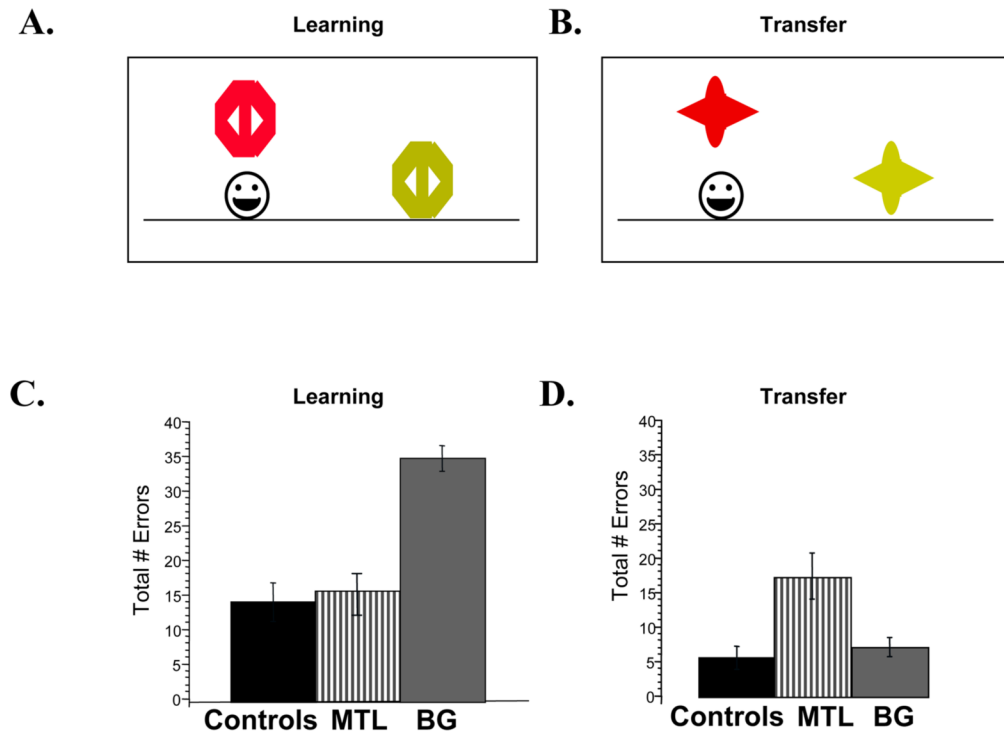 A.
Learning
B.
Transfer
C.
Learning
40
35
30
25
20
15
10
5
0
Total # Errors
Controls MTL BG
D.
Transfer
40
35
30
25
20
15
10
5
0
Total # Errors
Controls MTL BG